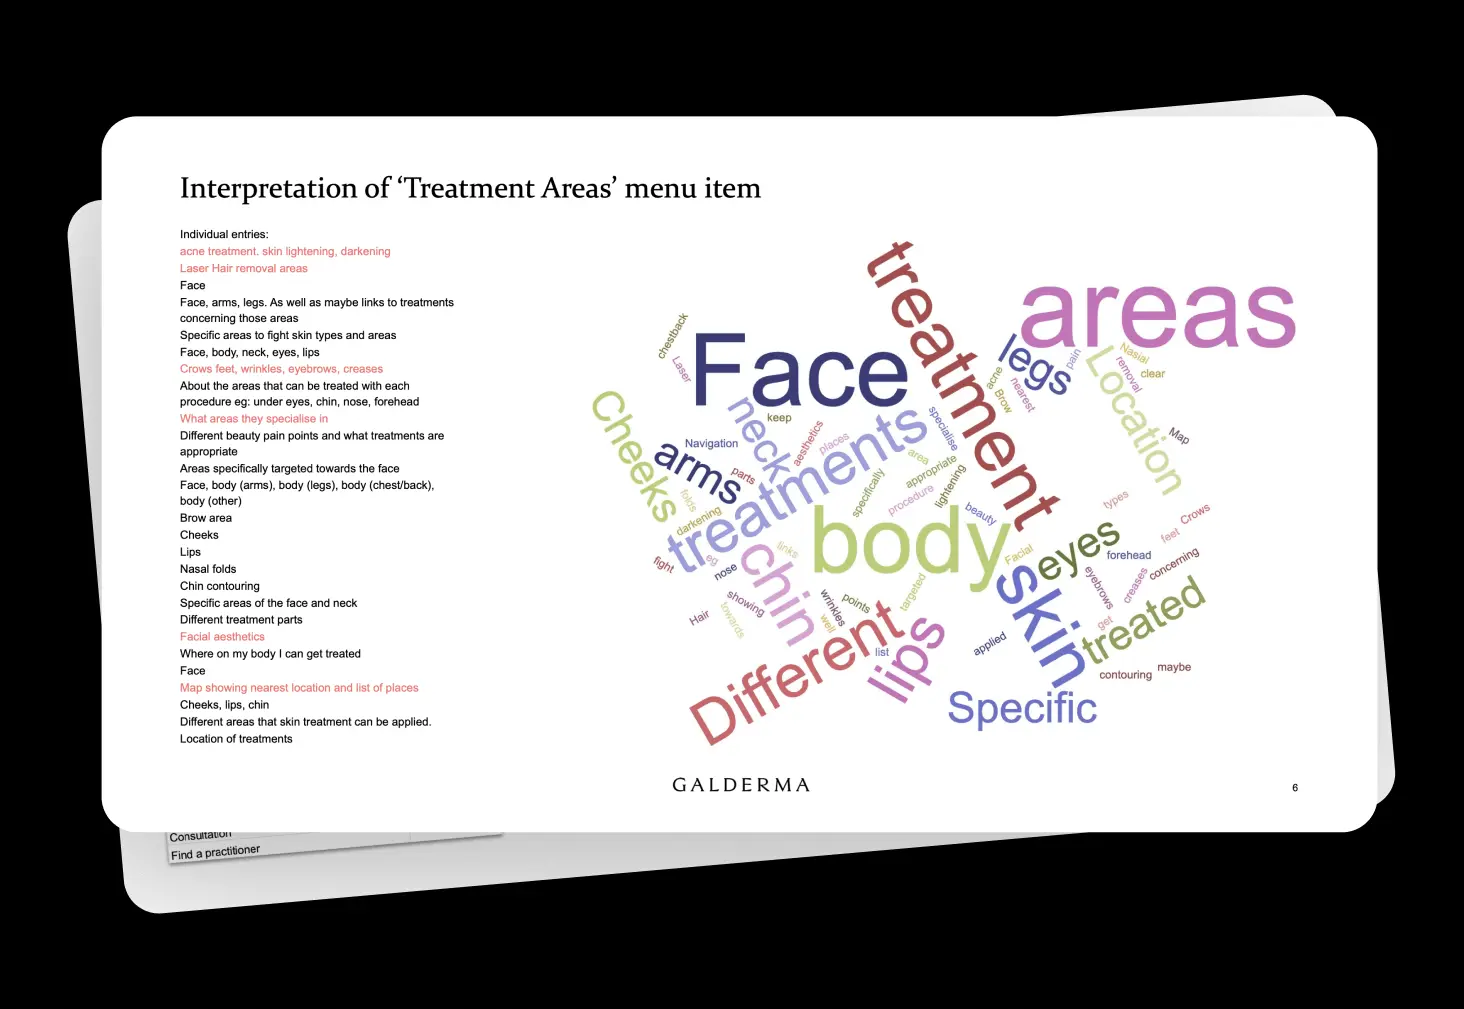 Interpretation of ‘Treatment Areas’ menu item
Individual entries:
acne treatment. skin lightening, darkening
Laser Hair removal areas
Face
Face, arms, legs. As well as maybe links to treatments
concerning those areas
Specific areas to fight skin types and areas
Face, body, neck, eyes, lips
Crows feet, wrinkles, eyebrows, creases
About the areas that can be treated with each
procedure eg: under eyes, chin, nose, forehead
What areas they specialise in
Different beauty pain points and what treatments are
appropriate
Areas specifically targeted towards the face
Face, body (arms), body (legs), body (chest/back),
body (other)
Brow area
Cheeks
Lips
Nasal folds
Chin contouring
Specific areas of the face and neck
Different treatment parts
Facial aesthetics
Where on my body I can get treated
Face
Map showing nearest location and list of places
Cheeks, lips, chin
Different areas that skin treatment can be applied.
Location of treatments
treatment
areas
chestback
Laser
Face
legs
pain
Nasial
removal
clear
acne
Brow
nearest
Location
Map
Cheeks
neck
keep
Navigation
arms
parts
aesthetics
places
treatments
specialise
area
appropriate
lightening
specifically
procedure
beauty
folds
darkening
body
types
Crows
feet
fight
eg
nose
chin
links
Facial
eyes
forehead
concerning
eyebrows
creases
skin
treated
get
Hair
showing
towards
wrinkles
points
well
targeted
Different
list
lips
applied
contouring
maybe
Specific
GALDERMA
6
Consultation
Find a practitioner